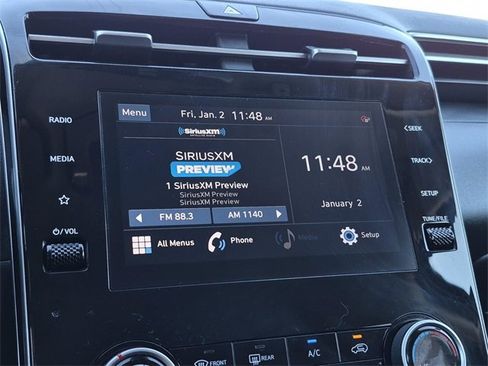 Menu Fri, Jan. 2 11:48 AM
SiriusXM
SATELLITE RADIO
SIRIUSXM
PREVIEW
1 SiriusXM Preview
SiriusXM Preview
SiriusXM Preview
FM 88.3 AM 1140
11:48 AM
January 2
All Menus Phone Media Setup
RADIO
MEDIA
/VOL
SEEK
TRACK
SETUP
TUNE/FILE
FRONT
REAR
A/C